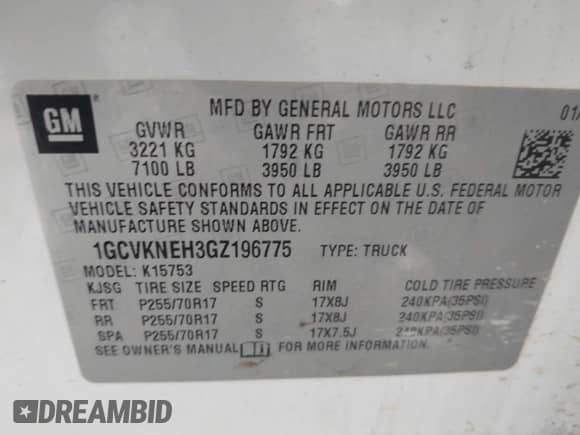 GM
MFD BY GENERAL MOTORS LLC 01/
GVWR GAWR FRT GAWR RR
3221 KG 1792 KG 1792 KG
7100 LB 3950 LB 3950 LB
THIS VEHICLE CONFORMS TO ALL APPLICABLE U.S. FEDERAL MOTOR
VEHICLE SAFETY STANDARDS IN EFFECT ON THE DATE OF
MANUFACTURE SHOWN ABOVE.
1GCVKNEH3GZ196775 TYPE: TRUCK
MODEL: K15753
KJSG TIRE SIZE SPEED RTG RIM COLD TIRE PRESSURE
FRT P255/70R17 S 17X8J 240KPA(35PSI)
RR P255/70R17 S 17X8J 240KPA(35PSI)
SPA P255/70R17 S 17X7.5J 240KPA(35PSI)
SEE OWNER'S MANUAL FOR MORE INFORMATION.
DREAMBID